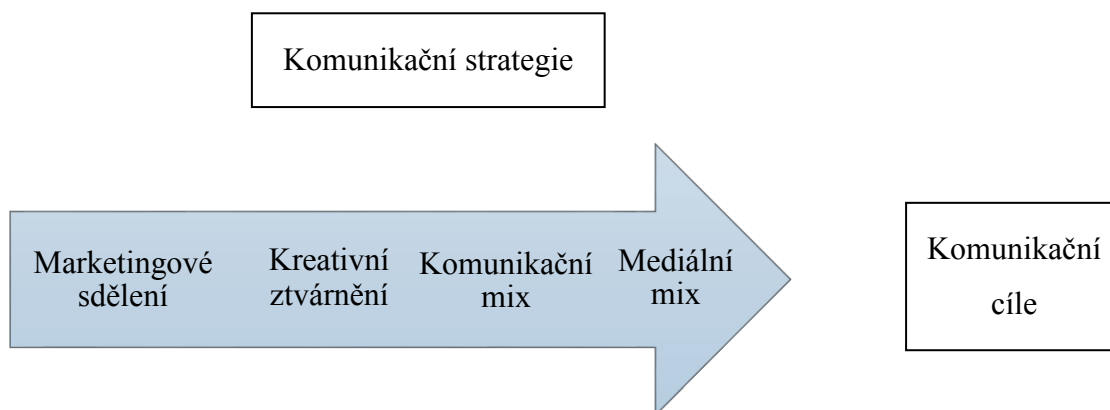 Komunikační strategie
Marketingové
sdělení
Kreativní
ztvárnění
Komunikační
mix
Mediální
mix
Komunikační
cíle